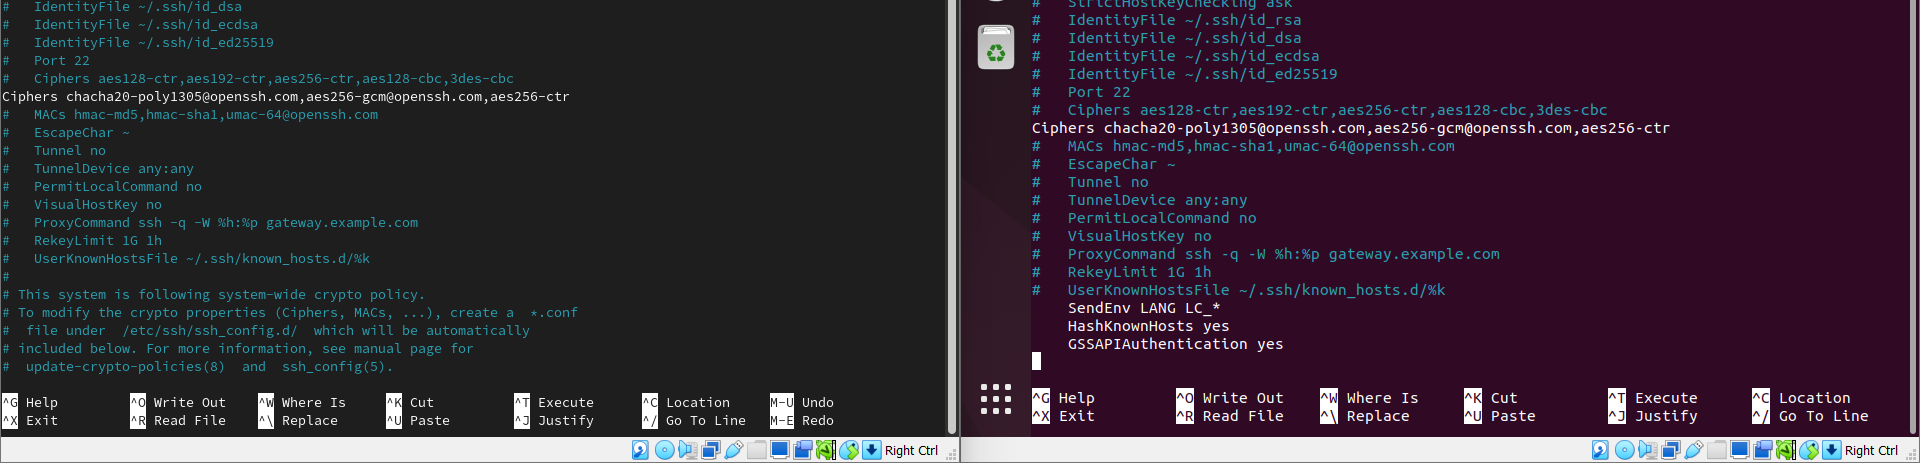 #   IdentityFile ~/.ssh/id_dsa
#   IdentityFile ~/.ssh/id_ecdsa
#   IdentityFile ~/.ssh/id_ed25519
#   Port 22
#   Ciphers aes128-ctr,aes192-ctr,aes256-ctr,aes128-cbc,3des-cbc
Ciphers chacha20-poly1305@openssh.com,aes256-gcm@openssh.com,aes256-ctr
#   MACs hmac-md5,hmac-sha1,umac-64@openssh.com
#   EscapeChar ~
#   Tunnel no
#   TunnelDevice any:any
#   PermitLocalCommand no
#   VisualHostKey no
#   ProxyCommand ssh -q -W %h:%p gateway.example.com
#   RekeyLimit 1G 1h
#   UserKnownHostsFile ~/.ssh/known_hosts.d/%k
#
# This system is following system-wide crypto policy.
# To modify the crypto properties (Ciphers, MACs, ...), create a  *.conf
#  file under  /etc/ssh/ssh_config.d/  which will be automatically
# included below. For more information, see manual page for
#  update-crypto-policies(8)  and  ssh_config(5).
^G Help ^O Write Out ^W Where Is ^K Cut ^T Execute ^C Location M-U Undo
^X Exit ^R Read File ^\ Replace ^U Paste ^J Justify ^/ Go To Line M-E Redo
Right Ctrl
#   StrictHostKeyChecking ask
#   IdentityFile ~/.ssh/id_rsa
#   IdentityFile ~/.ssh/id_dsa
#   IdentityFile ~/.ssh/id_ecdsa
#   IdentityFile ~/.ssh/id_ed25519
#   Port 22
#   Ciphers aes128-ctr,aes192-ctr,aes256-ctr,aes128-cbc,3des-cbc
Ciphers chacha20-poly1305@openssh.com,aes256-gcm@openssh.com,aes256-ctr
#   MACs hmac-md5,hmac-sha1,umac-64@openssh.com
#   EscapeChar ~
#   Tunnel no
#   TunnelDevice any:any
#   PermitLocalCommand no
#   VisualHostKey no
#   ProxyCommand ssh -q -W %h:%p gateway.example.com
#   RekeyLimit 1G 1h
#   UserKnownHostsFile ~/.ssh/known_hosts.d/%k
    SendEnv LANG LC_*
    HashKnownHosts yes
    GSSAPIAuthentication yes
^G Help ^O Write Out ^W Where Is ^K Cut ^T Execute ^C Location
^X Exit ^R Read File ^\ Replace ^U Paste ^J Justify ^/ Go To Line
Right Ctrl